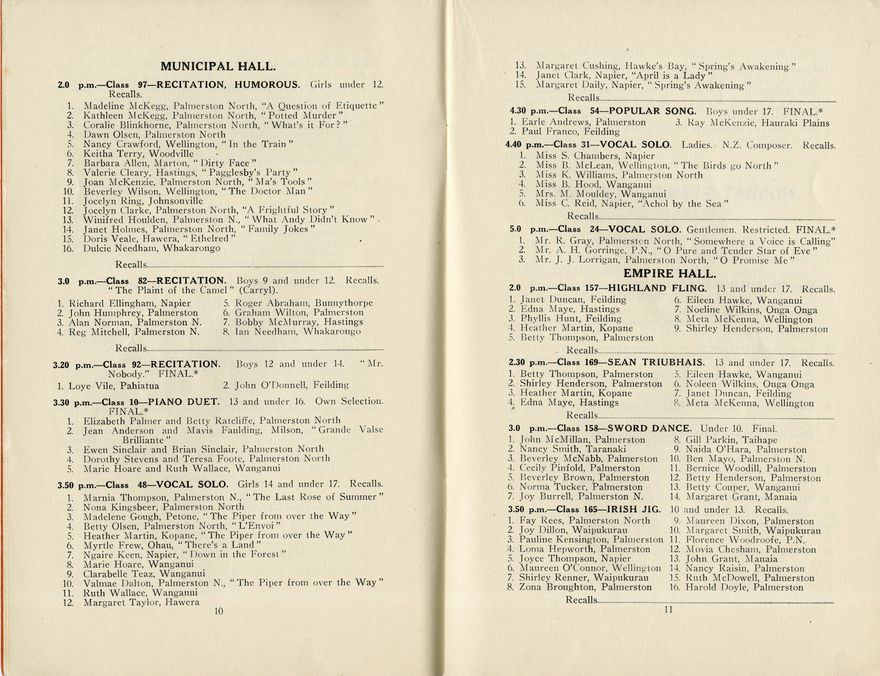 MUNICIPAL HALL.
2.0 p.m.—Class 97—RECITATION, HUMOROUS. Girls under 12.
Recalls.
1. Madeline McKegg, Palmerston North, "A Question of Etiquette"
2. Kathleen McKegg, Palmerston North, "Potted Murder"
3. Coralie Blinkhorne, Palmerston North, "What's it For?"
4. Dawn Olsen, Palmerston North
5. Nancy Crawford, Wellington, "In the Train"
6. Keitha Terry, Woodville
7. Barbara Allen, Marton, "Dirty Face"
8. Valerie Cleary, Hastings, "Pagglesby's Party"
9. Joan McKenzie, Palmerston North, "Ma's Tools"
10. Beverley Wilson, Wellington, "The Doctor Man"
11. Jocelyn Ring, Johnsonville
12. Jocelyn Clarke, Palmerston North, "A Frightful Story"
13. Winifred Houlden, Palmerston N., "What Andy Didn't Know"
14. Janet Holmes, Palmerston North, "Family Jokes"
15. Doris Veale, Hawera, "Ethelred"
16. Dulcie Needham, Whakarongo
Recalls
3.0 p.m.—Class 82—RECITATION. Boys 9 and under 12. Recalls.
"The Plaint of the Camel" (Carryl).
1. Richard Ellingham, Napier 5. Roger Abraham, Bunnythorpe
2. John Humphrey, Palmerston 6. Graham Wilton, Palmerston
3. Alan Norman, Palmerston N. 7. Bobby McMurray, Hastings
4. Reg Mitchell, Palmerston N. 8. Ian Needham, Whakarongo
Recalls
3.20 p.m.—Class 92—RECITATION. Boys 12 and under 14. "Mr.
Nobody." FINAL.*
1. Loye Vile, Pahiatua 2. John O'Donnell, Feilding
3.30 p.m.—Class 10—PIANO DUET. 13 and under 16. Own Selection.
FINAL.*
1. Elizabeth Palmer and Betty Ratcliffe, Palmerston North
2. Jean Anderson and Mavis Faulding, Milson, "Grande Valse
Brilliante"
3. Ewen Sinclair and Brian Sinclair, Palmerston North
4. Dorothy Stevens and Teresa Foote, Palmerston North
5. Marie Hoare and Ruth Wallace, Wanganui
3.50 p.m.—Class 48—VOCAL SOLO. Girls 14 and under 17. Recalls.
1. Marnia Thompson, Palmerston N., "The Last Rose of Summer"
2. Nona Kingsbeer, Palmerston North
3. Madeleine Gough, Petone, "The Piper from over the Way"
4. Betty Olsen, Palmerston North, "L'Envoi"
5. Heather Martin, Kopane, "The Piper from over the Way"
6. Myrtle Frew, Ohau, "There's a Land"
7. Ngaire Keen, Napier, "Down in the Forest"
8. Marie Hoare, Wanganui
9. Clarabelle Teaz, Wanganui
10. Valmae Dalton, Palmerston N., "The Piper from over the Way"
11. Ruth Wallace, Wanganui
12. Margaret Taylor, Hawera
10
13. Margaret Cushing, Hawke's Bay, "Spring's Awakening"
14. Janet Clark, Napier, "April is a Lady"
15. Margaret Daily, Napier, "Spring's Awakening"
Recalls
4.30 p.m.—Class 54—POPULAR SONG. Boys under 17. FINAL.*
1. Earle Andrews, Palmerston 3. Ray McKenzie, Hauraki Plains
2. Paul Franco, Feilding
4.40 p.m.—Class 31—VOCAL SOLO. Ladies. N.Z. Composer. Recalls.
1. Miss S. Chambers, Napier
2. Miss B. McLean, Wellington, "The Birds go North"
3. Miss K. Williams, Palmerston North
4. Miss B. Hood, Wanganui
5. Mrs. M. Mouldey, Wanganui
6. Miss C. Reid, Napier, "Achol by the Sea"
Recalls
5.0 p.m.—Class 24—VOCAL SOLO. Gentlemen. Restricted. FINAL.*
1. Mr. R. Gray, Palmerston North, "Somewhere a Voice is Calling"
2. Mr. A. H. Gorringe, P.N., "O Pure and Tender Star of Eve"
3. Mr. J. J. Lorrigan, Palmerston North, "O Promise Me"
EMPIRE HALL.
2.0 p.m.—Class 157—HIGHLAND FLING. 13 and under 17. Recalls.
1. Janet Duncan, Feilding 6. Eileen Hawke, Wanganui
2. Edna Maye, Hastings 7. Noeline Wilkins, Onga Onga
3. Phyllis Hunt, Feilding 8. Meta McKenna, Wellington
4. Heather Martin, Kopane 9. Shirley Henderson, Palmerston
5. Betty Thompson, Palmerston
Recalls
2.30 p.m.—Class 169—SEAN TRIUBHAIS. 13 and under 17. Recalls.
1. Betty Thompson, Palmerston 5. Eileen Hawke, Wanganui
2. Shirley Henderson, Palmerston 6. Noleen Wilkins, Onga Onga
3. Heather Martin, Kopane 7. Janet Duncan, Feilding
4. Edna Maye, Hastings 8. Meta McKenna, Wellington
Recalls
3.0 p.m.—Class 158—SWORD DANCE. Under 10. Final.
1. John McMillan, Palmerston 8. Gill Parkin, Taihape
2. Nancy Smith, Taranaki 9. Naida O'Hara, Palmerston
3. Beverley McNabb, Palmerston 10. Ben Mayo, Palmerston N.
4. Cecily Pinfold, Palmerston 11. Bernice Woodill, Palmerston
5. Beverley Brown, Palmerston 12. Betty Henderson, Palmerston
6. Norma Tucker, Palmerston 13. Betty Couper, Wanganui
7. Joy Burrell, Palmerston N. 14. Margaret Grant, Manaia
3.50 p.m.—Class 165—IRISH JIG. 10 and under 13. Recalls.
1. Fay Rees, Palmerston North 9. Maureen Dixon, Palmerston
2. Joy Dillon, Waipukurau 10. Margaret Smith, Waipukurau
3. Pauline Kensington, Palmerston 11. Florence Woodroofe, P.N.
4. Loma Hepworth, Palmerston 12. Movia Chesham, Palmerston
5. Joyce Thompson, Napier 13. John Grant, Manaia
6. Maureen O'Connor, Wellington 14. Nancy Raisin, Palmerston
7. Shirley Renner, Waipukurau 15. Ruth McDowell, Palmerston
8. Zona Broughton, Palmerston 16. Harold Doyle, Palmerston
Recalls
11